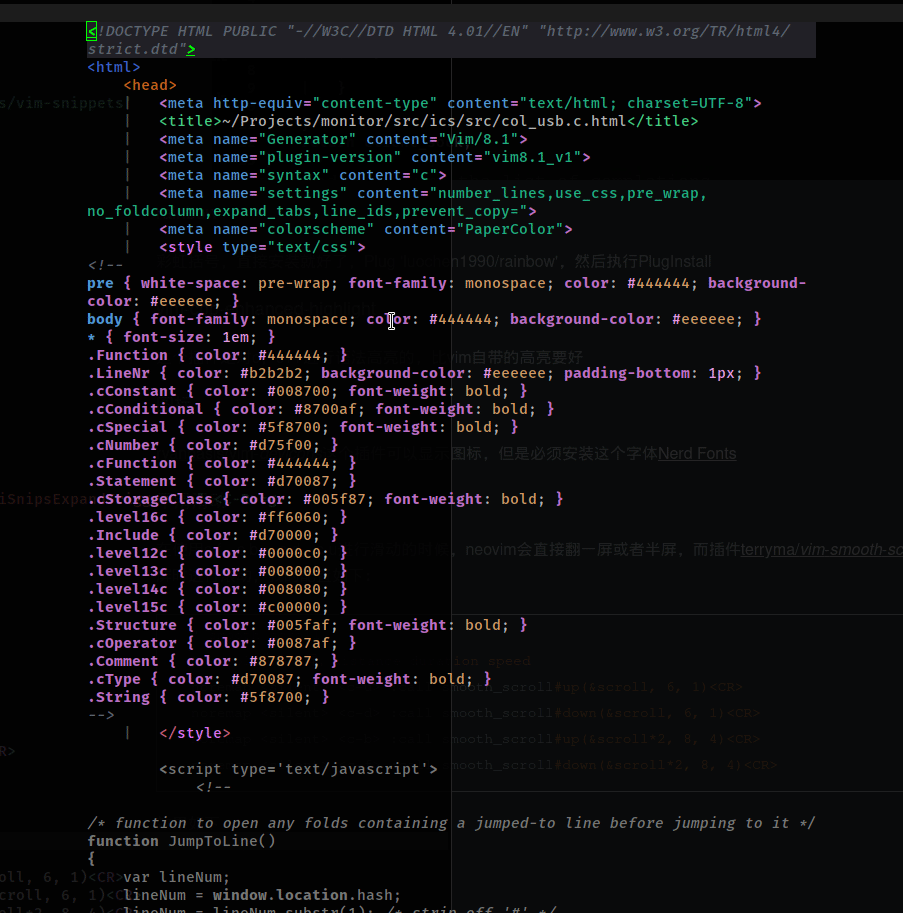 <!DOCTYPE HTML PUBLIC "-//W3C//DTD HTML 4.01//EN" "http://www.w3.org/TR/html4/
strict.dtd">
<html>
<head>
s/vim-snippets
| <meta http-equiv="content-type" content="text/html; charset=UTF-8">
| <title>~/Projects/monitor/src/ics/src/col_usb.c.html</title>
| <meta name="Generator" content="Vim/8.1">
| <meta name="plugin-version" content="vim8.1_v1">
| <meta name="syntax" content="c">
| <meta name="settings" content="number_lines,use_css,pre_wrap,
no_foldcolumn,expand_tabs,line_ids,prevent_copy=">
| <meta name="colorscheme" content="PaperColor">
| <style type="text/css">
<!--
n1990/rainbow'，然后执行PlugInstall
pre { white-space: pre-wrap; font-family: monospace; color: #444444; background-
color: #eeeeee; }
body { font-family: monospace; color: #444444; background-color: #eeeeee; }
* { font-size: 1em; }
.Function { color: #444444; }
vim自带的高亮要好
.LineNr { color: #b2b2b2; background-color: #eeeeee; padding-bottom: 1px; }
.cConstant { color: #008700; font-weight: bold; }
.cConditional { color: #8700af; font-weight: bold; }
.cSpecial { color: #5f8700; font-weight: bold; }
.cNumber { color: #d75f00; }
图标，但是必须安装这个字体Nerd Fonts
.cFunction { color: #444444; }
.Statement { color: #d70087; }
iSnipsExpa
.cStorageClass { color: #005f87; font-weight: bold; }
.level16c { color: #ff6060; }
.Include { color: #d70000; }
.level12c { color: #0000c0; }
，neovim会直接翻一屏或者半屏，而插件terryma/vim-smooth-sc
.level13c { color: #008000; }
.level14c { color: #008080; }
.level15c { color: #c00000; }
.Structure { color: #005faf; font-weight: bold; }
.cOperator { color: #0087af; }
.Comment { color: #878787; }
ion speed
.cType { color: #d70087; font-weight: bold; }
mooth_scroll#up(&scroll, 6, 1)<CR>
.String { color: #5f8700; }
mooth_scroll#down(&scroll, 6, 1)<CR>
-->
| </style>
mooth_scroll#up(&scroll*2, 8, 4)<CR>
R>
mooth_scroll#down(&scroll*2, 8, 4)<CR>
<script type='text/javascript'>
<!--
/* function to open any folds containing a jumped-to line before jumping to it */
function JumpToLine()
{
oll, 6, 1)<CR>
var lineNum;
croll, 6, 1)<C
lineNum = window.location.hash;
lineNum = lineNum.substr(1); /* strip off '#' */